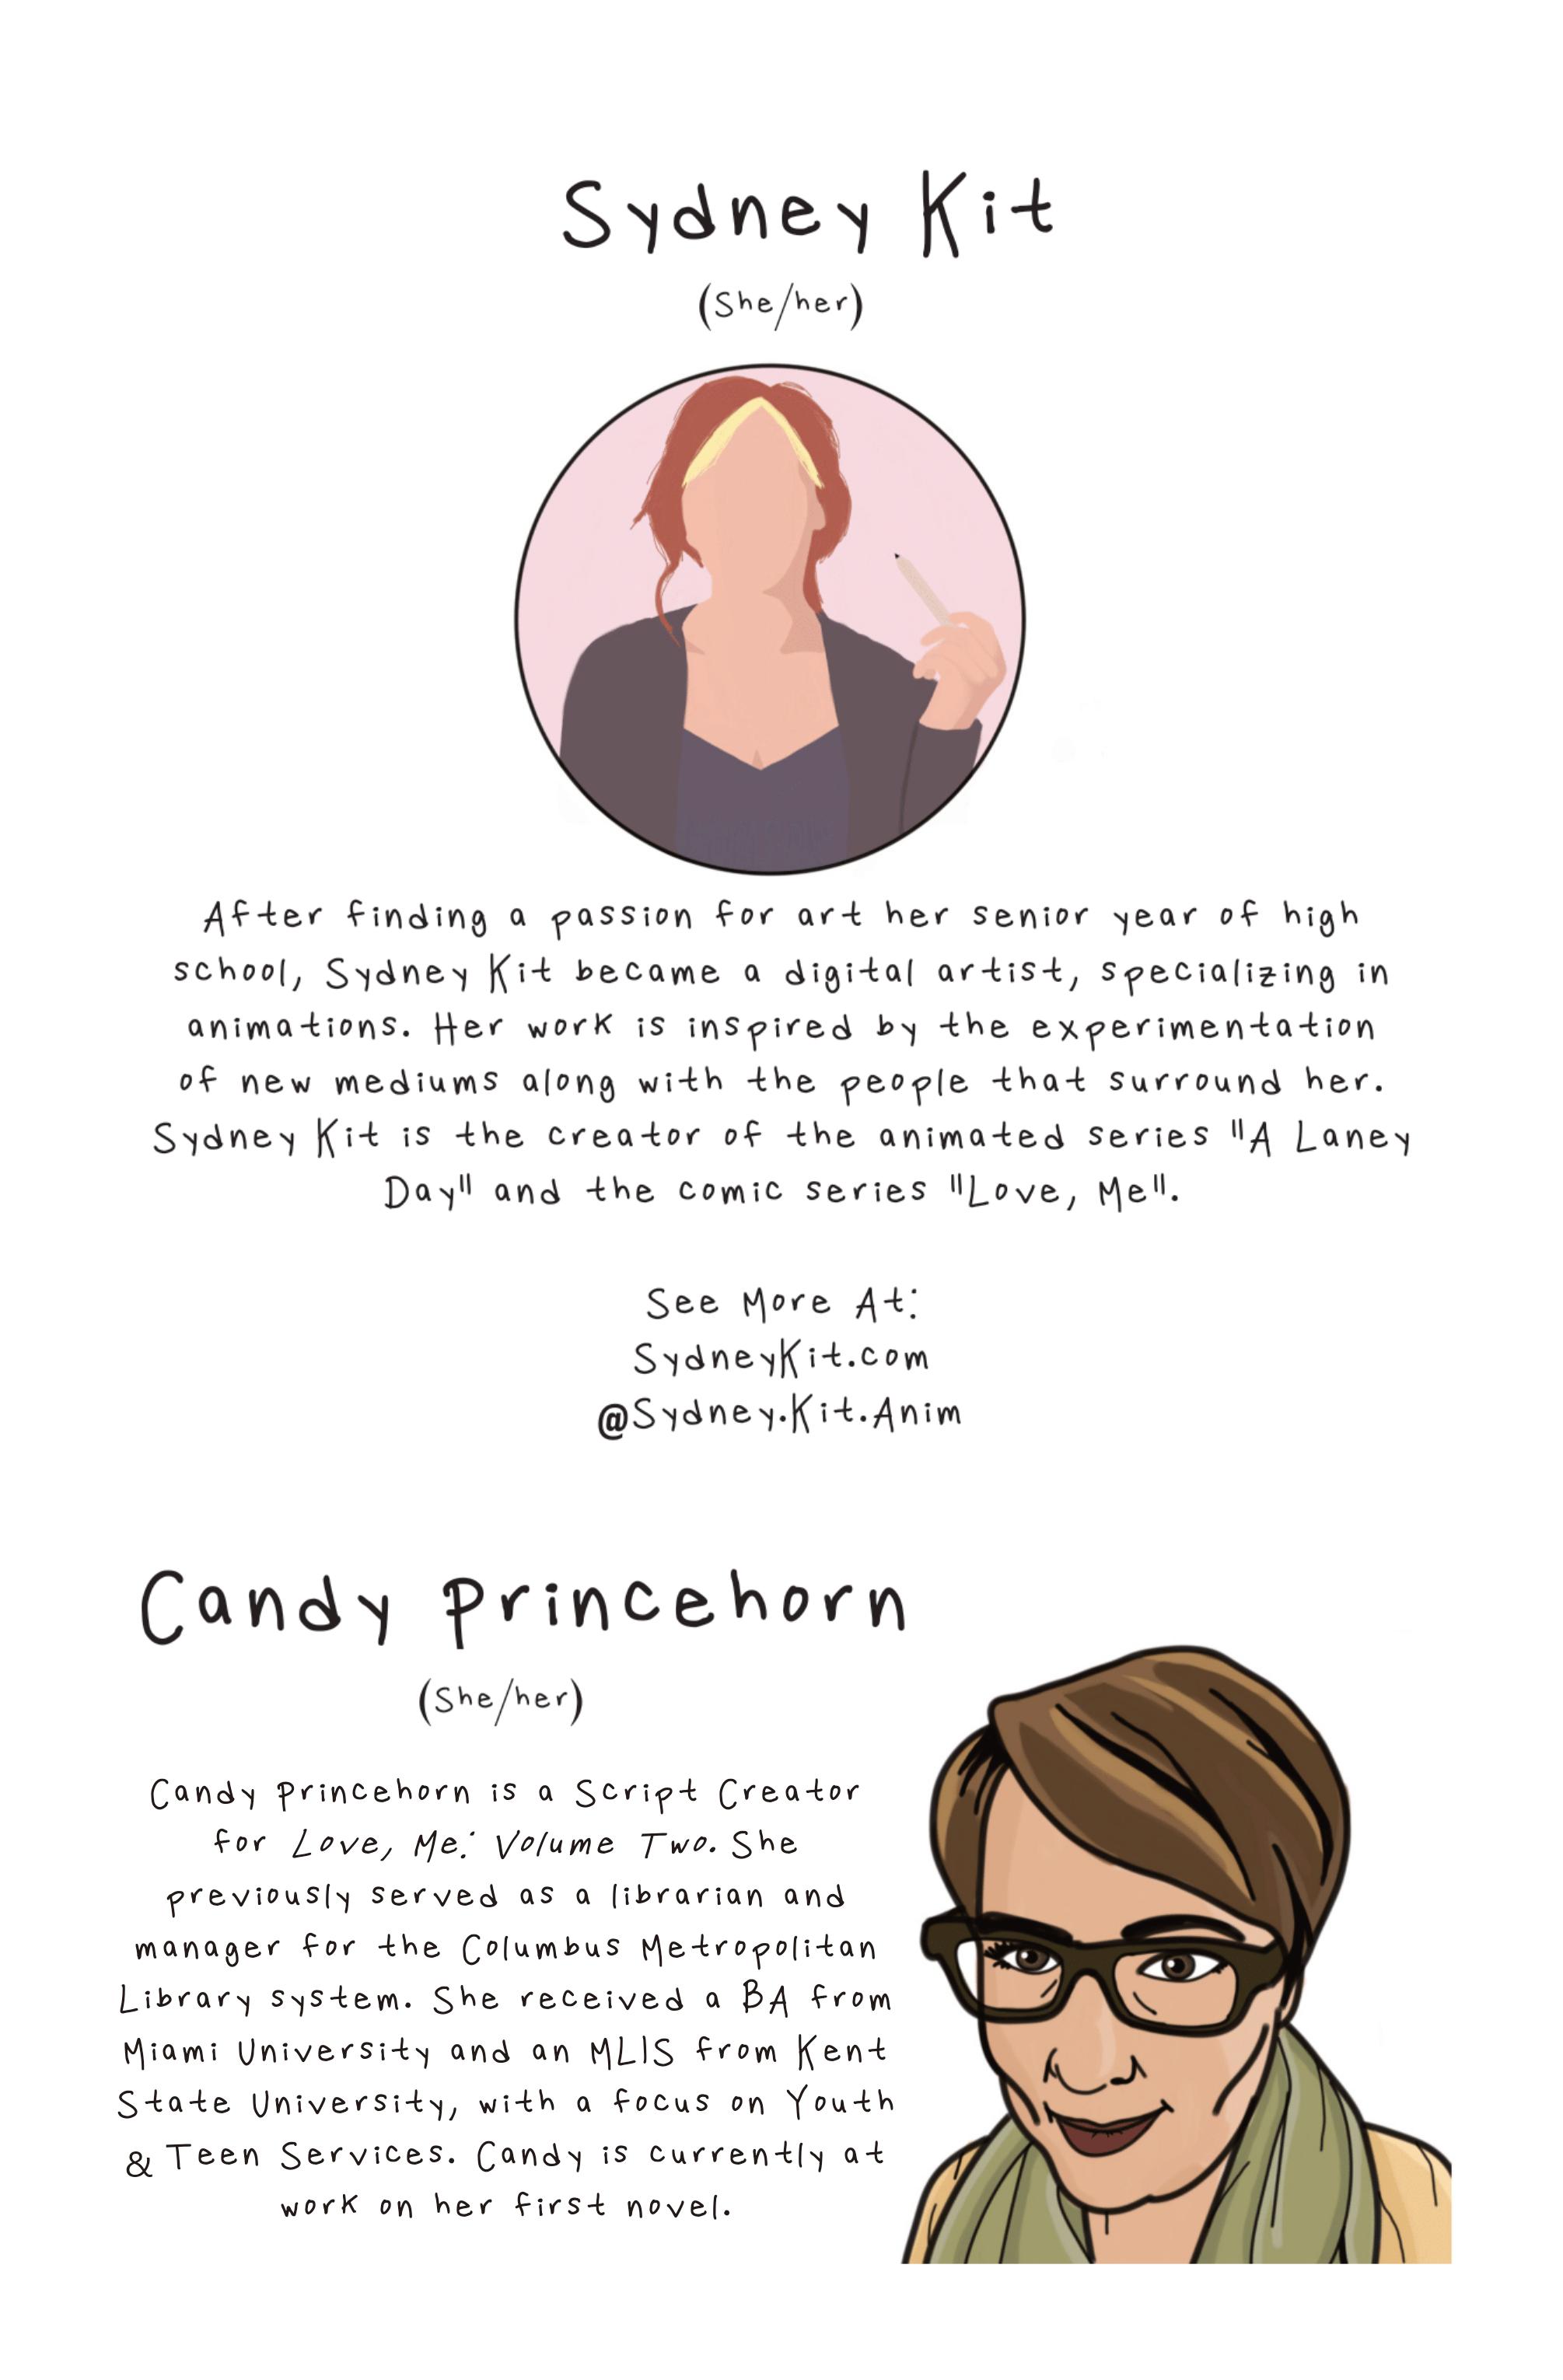 Sydney Kit
(She/her)
After finding a passion for art her senior year of high
school, Sydney Kit became a digital artist, specializing in
animations. Her work is inspired by the experimentation
of new mediums along with the people that surround her.
Sydney Kit is the creator of the animated series "A Laney
Day" and the comic series "Love, Me".
See More At:
SydneyKit.com
@Sydney.Kit.Anim
Candy Princehorn
(She/her)
Candy Princehorn is a Script Creator
for Love, Me: Volume Two. She
previously served as a librarian and
manager for the Columbus Metropolitan
Library system. She received a BA from
Miami University and an MLIS from Kent
State University, with a focus on Youth
& Teen Services. Candy is currently at
work on her first novel.